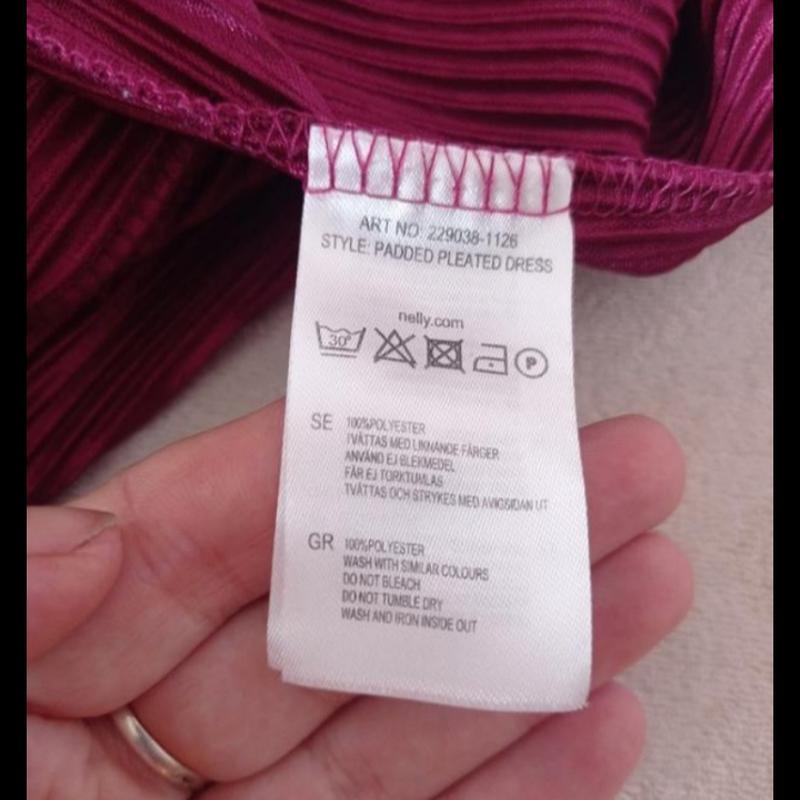 ART NO: 229038-1126
STYLE: PADDED PLEATED DRESS
nelly.com
30° P
SE 100%POLYESTER
TVÄTTAS MED LIKNANDE FÄRGER
ANVÄND EJ BLEKMEDEL
FÅR EJ TORKTUMLAS
TVÄTTAS OCH STRYKES MED AVIGSIDAN UT
GR 100%POLYESTER
WASH WITH SIMILAR COLOURS
DO NOT BLEACH
DO NOT TUMBLE DRY
WASH AND IRON INSIDE OUT